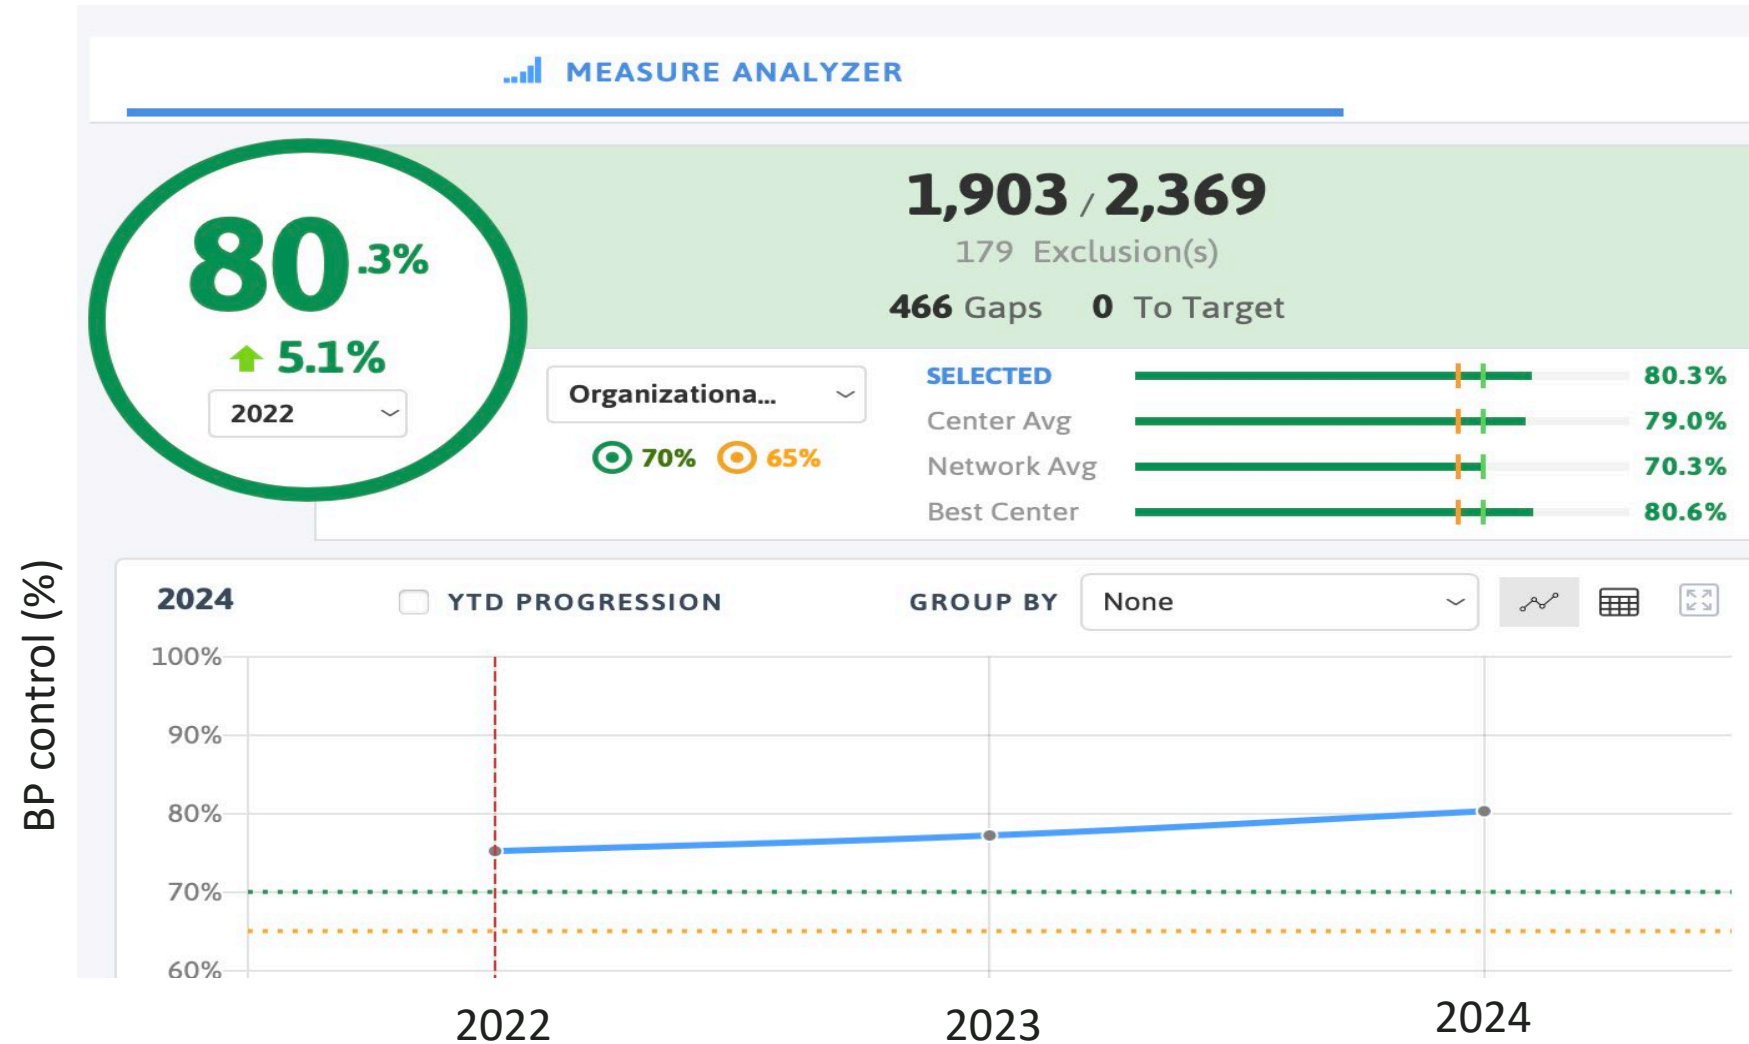 MEASURE ANALYZER
80.3%
5.1%
2022
1,903 / 2,369
179 Exclusion(s)
466 Gaps 0 To Target
Organizationa...
70% 65%
SELECTED 80.3%
Center Avg 79.0%
Network Avg 70.3%
Best Center 80.6%
2024 YTD PROGRESSION GROUP BY None
BP control (%)
100%
90%
80%
70%
60%
2022 2023 2024